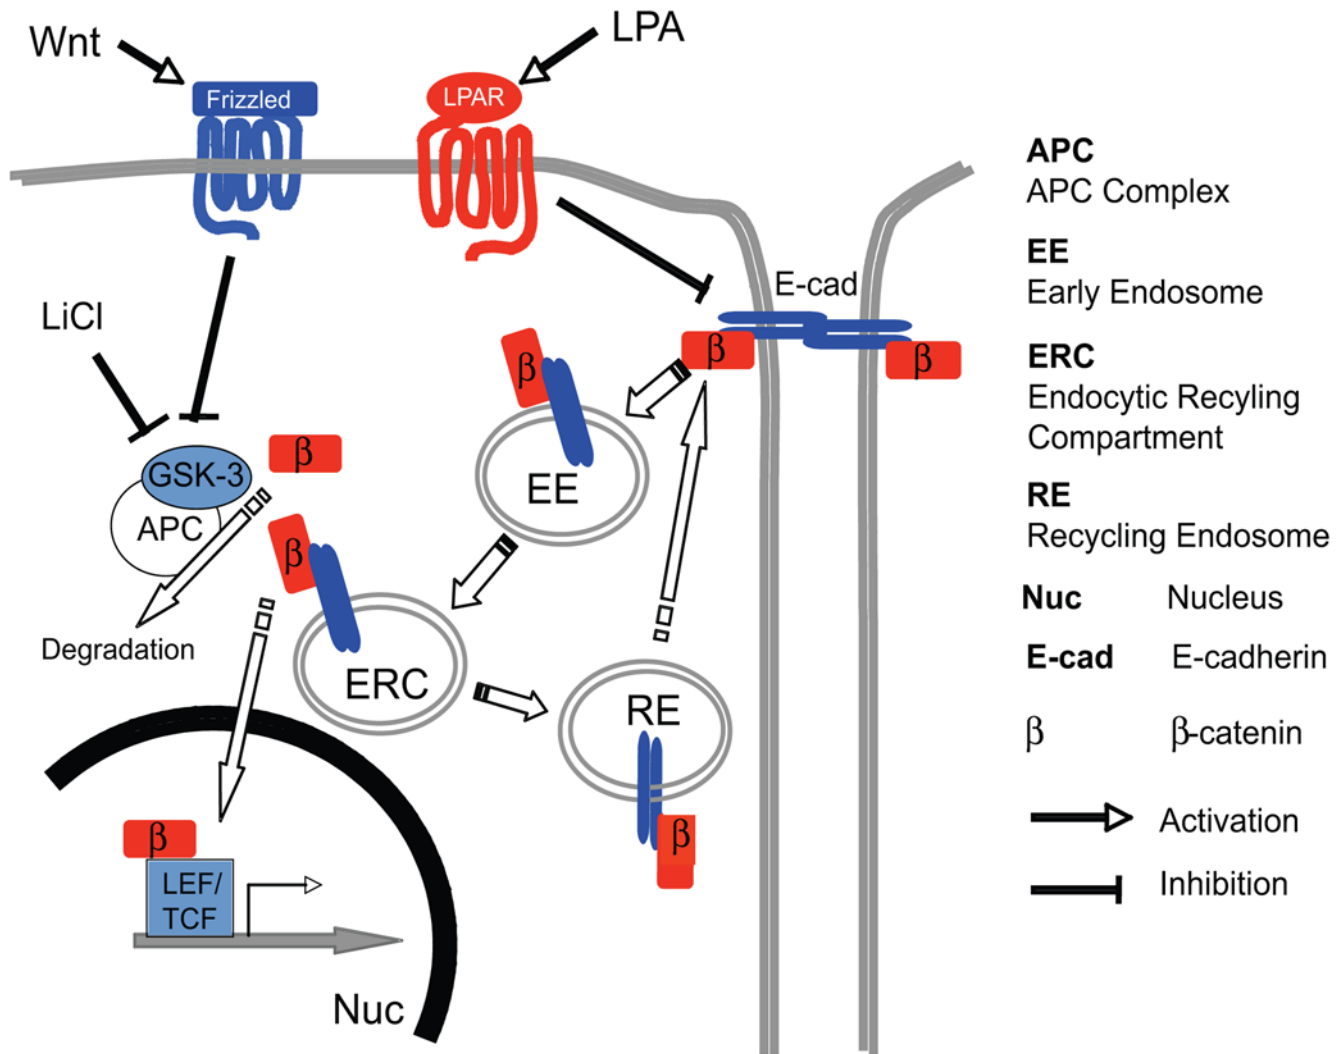 Wnt
LPA
Frizzled
LPAR
E-cad
LiCl
β
β
β
β
GSK-3
APC
EE
β
Degradation
ERC
RE
β
β
LEF/
TCF
Nuc
APC
APC Complex
EE
Early Endosome
ERC
Endocytic Recyling
Compartment
RE
Recycling Endosome
Nuc Nucleus
E-cad E-cadherin
β β-catenin
Activation
Inhibition